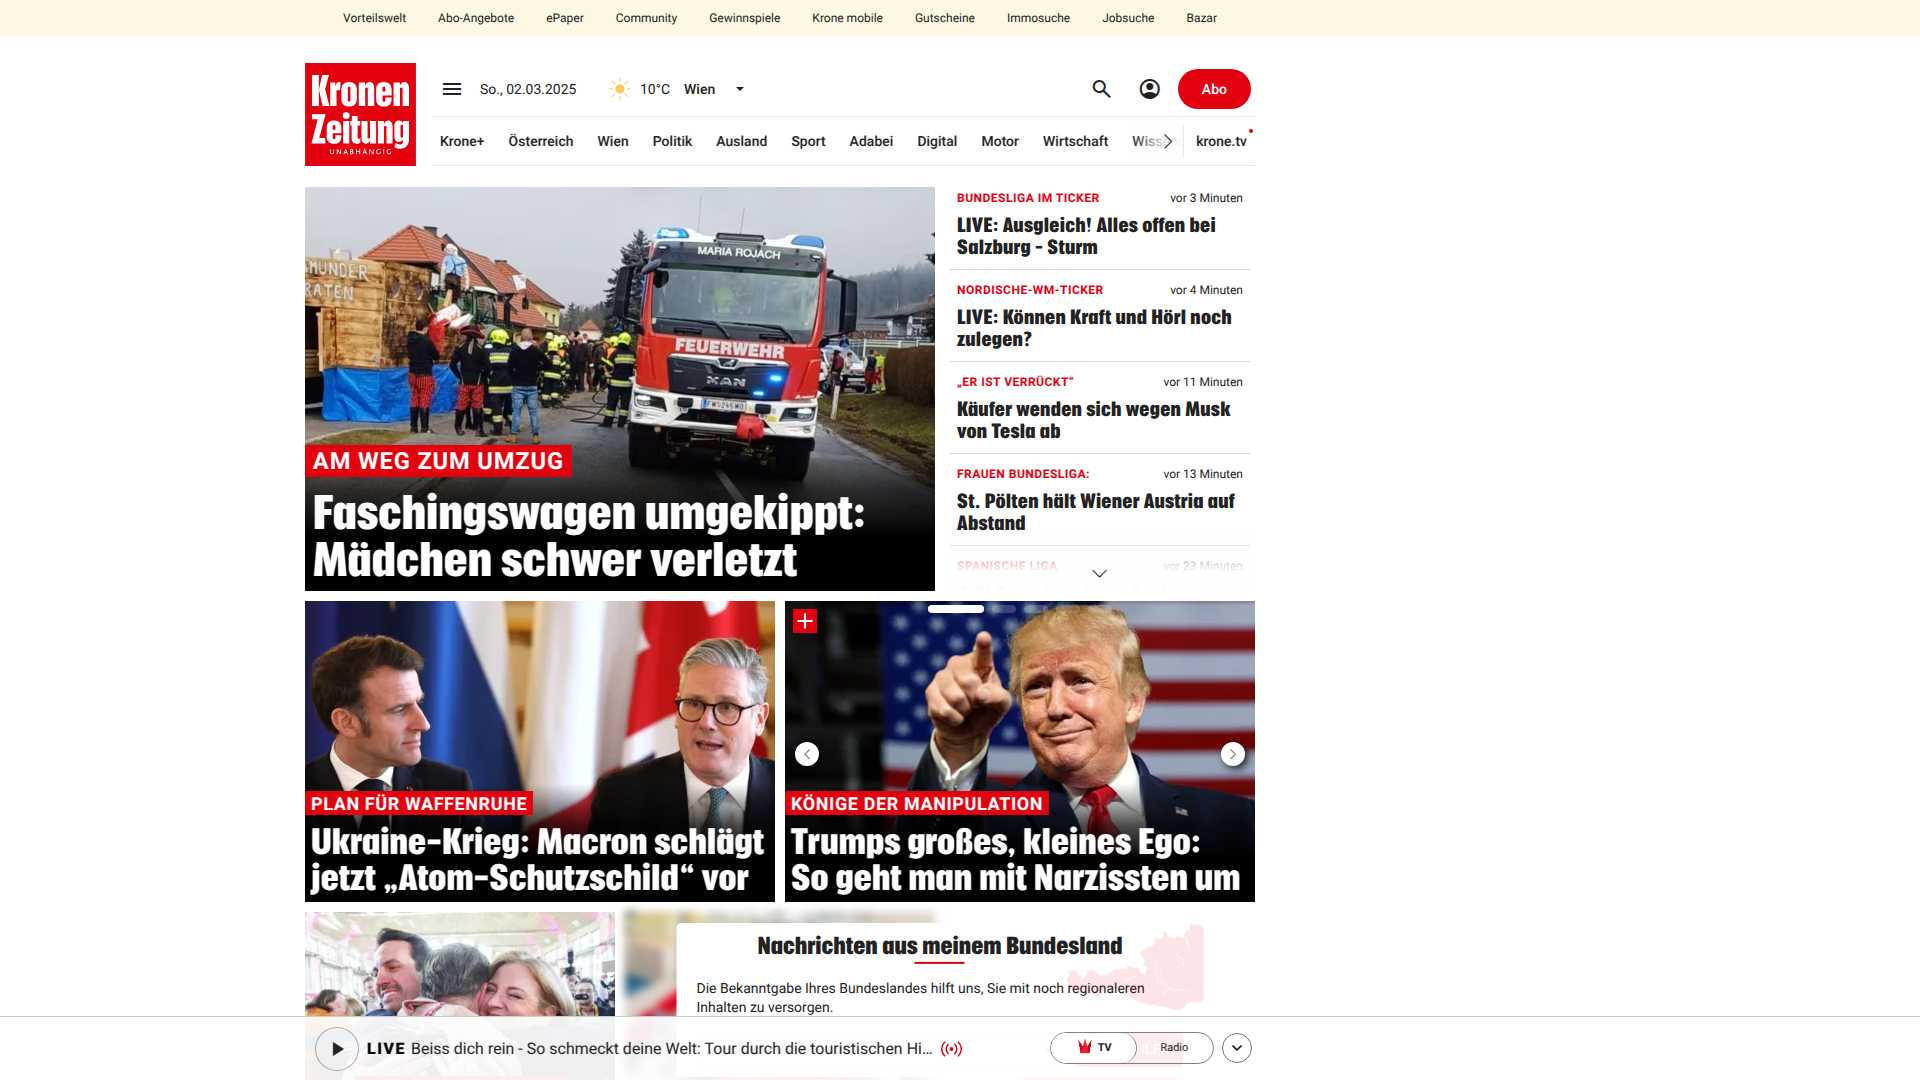 Vorteilswelt Abo-Angebote ePaper Community Gewinnspiele Krone mobile Gutscheine Immosuche Jobsuche Bazar
Kronen
Zeitung
UNABHÄNGIG
So., 02.03.2025 10°C Wien
Abo
Krone+ Österreich Wien Politik Ausland Sport Adabei Digital Motor Wirtschaft krone.tv
MARIA ROJACH
FEUERWEHR
MAN
AM WEG ZUM UMZUG
Faschingswagen umgekippt:
Mädchen schwer verletzt
BUNDESLIGA IM TICKER vor 3 Minuten
LIVE: Ausgleich! Alles offen bei
Salzburg - Sturm
NORDISCHE-WM-TICKER vor 4 Minuten
LIVE: Können Kraft und Hörl noch
zulegen?
„ER IST VERRÜCKT“ vor 11 Minuten
Käufer wenden sich wegen Musk
von Tesla ab
FRAUEN BUNDESLIGA: vor 13 Minuten
St. Pölten hält Wiener Austria auf
Abstand
SPANISCHE LIGA vor 23 Minuten
PLAN FÜR WAFFENRUHE
Ukraine-Krieg: Macron schlägt
jetzt „Atom-Schutzschild“ vor
KÖNIGE DER MANIPULATION
Trumps großes, kleines Ego:
So geht man mit Narzissten um
Nachrichten aus meinem Bundesland
Die Bekanntgabe Ihres Bundeslandes hilft uns, Sie mit noch regionaleren
Inhalten zu versorgen.
LIVE Beiss dich rein - So schmeckt deine Welt: Tour durch die touristischen Hi...
TV Radio